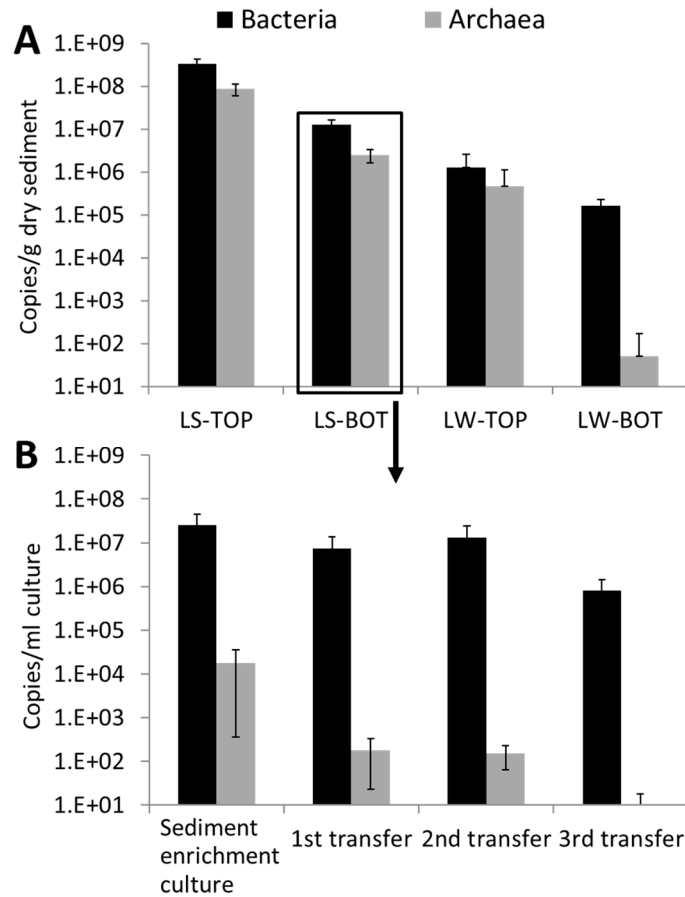 Bacteria Archaea
A
1.E+09
1.E+08
1.E+07
1.E+06
1.E+05
1.E+04
1.E+03
1.E+02
1.E+01
Copies/g dry sediment
LS-TOP LS-BOT LW-TOP LW-BOT
B
1.E+09
1.E+08
1.E+07
1.E+06
1.E+05
1.E+04
1.E+03
1.E+02
1.E+01
Copies/ml culture
Sediment
enrichment
culture
1st transfer 2nd transfer 3rd transfer